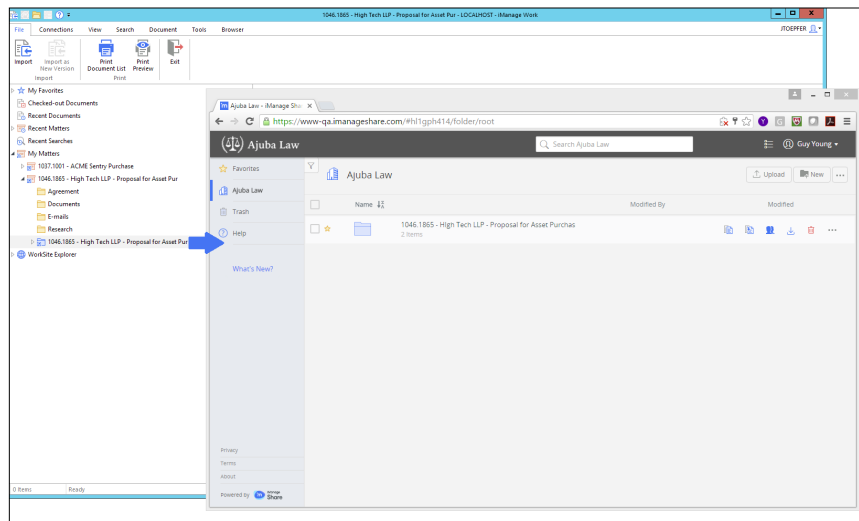 1046.1865 - High Tech LLP - Proposal for Asset Pur - LOCALHOST - iManage Work
File Connections View Search Document Tools Browser
JTOEPFER
Import
Import as New Version
Print Document List
Print Preview
Exit
Import
Print
My Favorites
Checked-out Documents
Recent Documents
Recent Matters
Recent Searches
My Matters
1037.1001 - ACME Sentry Purchase
1046.1865 - High Tech LLP - Proposal for Asset Pur
Agreement
Documents
E-mails
Research
1046.1865 - High Tech LLP - Proposal for Asset Pur
WorkSite Explorer
0 Items Ready
Ajuba Law - iManage Sha
https://www-qa.imanageshare.com/#hl1gph414/folder/root
Ajuba Law
Search Ajuba Law
Guy Young
Favorites
Ajuba Law
Trash
Help
What's New?
Ajuba Law
Upload
New
Name
Modified By
Modified
1046.1865 - High Tech LLP - Proposal for Asset Purchas
2 items
Privacy
Terms
About
Powered by iManage Share